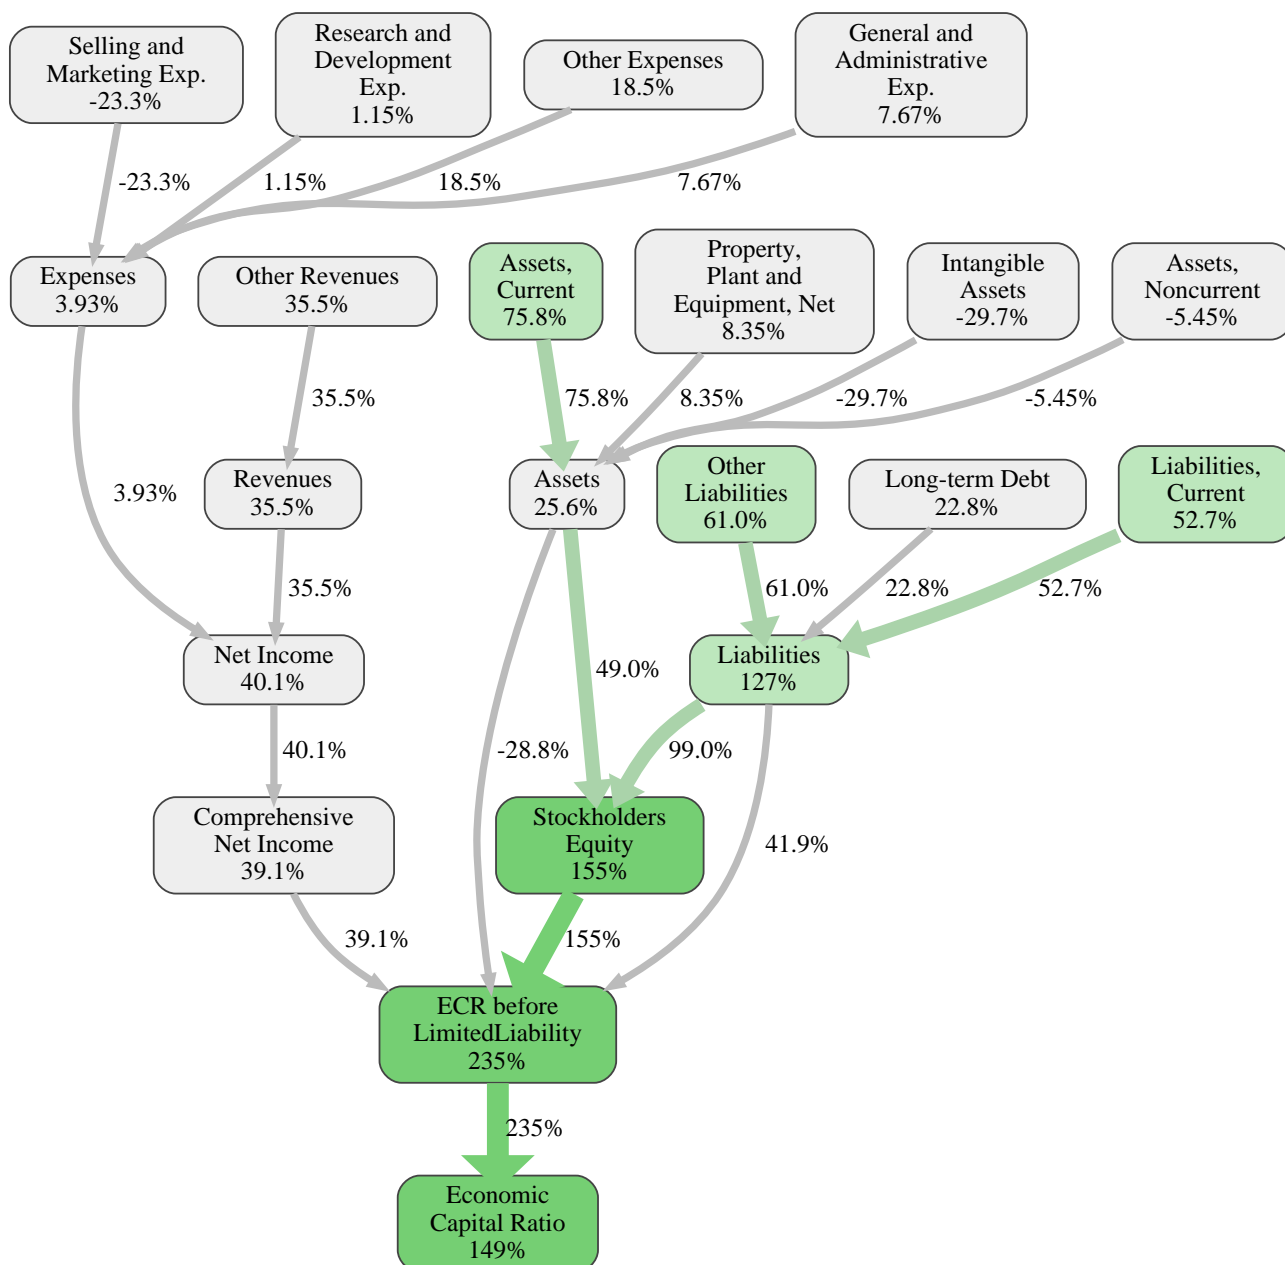 Selling and
Marketing Exp.
-23.3%
Research and
Development
Exp.
1.15%
Other Expenses
18.5%
General and
Administrative
Exp.
7.67%
-23.3%
1.15%
18.5%
7.67%
Expenses
3.93%
Other Revenues
35.5%
Assets,
Current
75.8%
Property,
Plant and
Equipment, Net
8.35%
Intangible
Assets
-29.7%
Assets,
Noncurrent
-5.45%
35.5%
75.8%
8.35%
-29.7%
-5.45%
3.93%
Revenues
35.5%
Assets
25.6%
Other
Liabilities
61.0%
Long-term Debt
22.8%
Liabilities,
Current
52.7%
35.5%
61.0%
22.8%
52.7%
Net Income
40.1%
49.0%
Liabilities
127%
40.1%
-28.8%
99.0%
Comprehensive
Net Income
39.1%
Stockholders
Equity
155%
41.9%
39.1%
155%
ECR before
LimitedLiability
235%
235%
Economic
Capital Ratio
149%